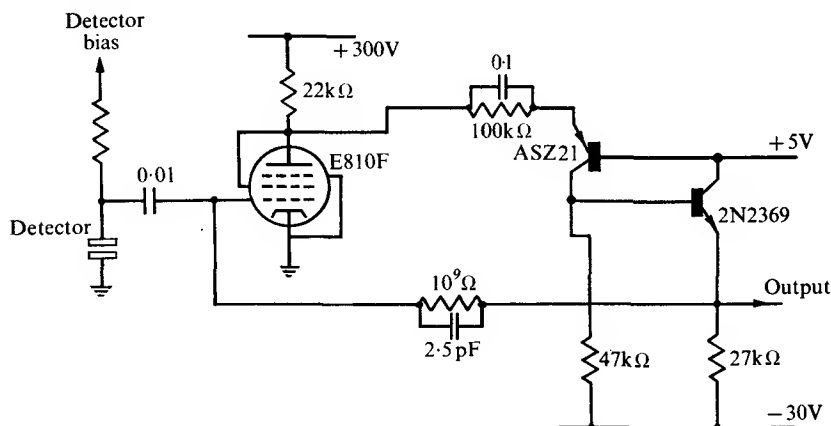 Detector
bias
+300V
22kΩ
0·1
100kΩ
ASZ21
+5V
E810F
0·01
2N2369
Detector
Output
10⁹Ω
2·5pF
47kΩ
27kΩ
−30V